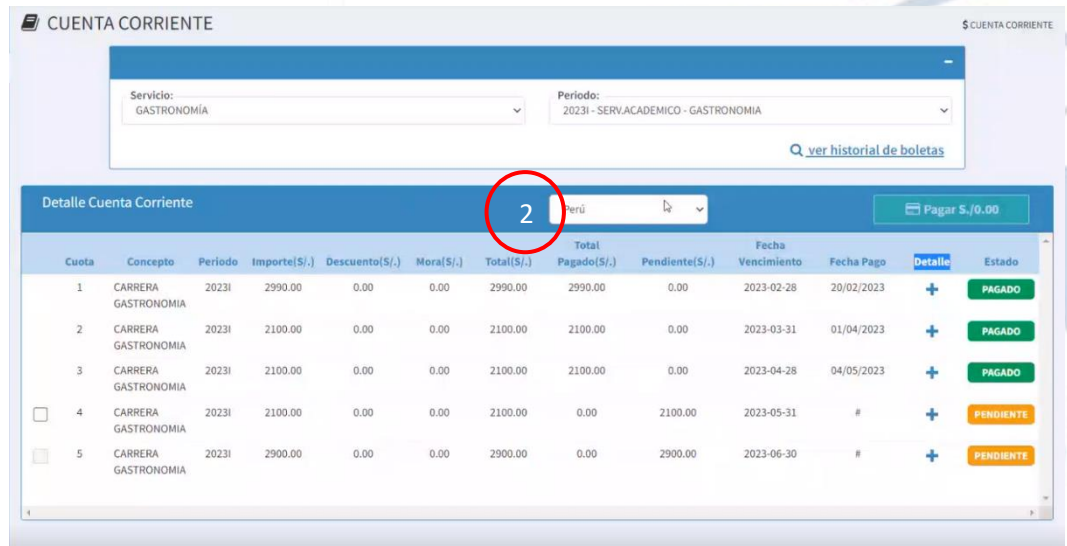 CUENTA CORRIENTE
$ CUENTA CORRIENTE
Servicio:
GASTRONOMÍA
Periodo:
2023I - SERV.ACADEMICO - GASTRONOMIA
ver historial de boletas
Detalle Cuenta Corriente
2
Perú
Pagar S./0.00
Cuota Concepto Periodo Importe(S/.) Descuento(S/.) Mora(S/.) Total(S/.) Total Pagado(S/.) Pendiente(S/.) Fecha Vencimiento Fecha Pago Detalle Estado
1 CARRERA GASTRONOMIA 2023I 2990.00 0.00 0.00 2990.00 2990.00 0.00 2023-02-28 20/02/2023 + PAGADO
2 CARRERA GASTRONOMIA 2023I 2100.00 0.00 0.00 2100.00 2100.00 0.00 2023-03-31 01/04/2023 + PAGADO
3 CARRERA GASTRONOMIA 2023I 2100.00 0.00 0.00 2100.00 2100.00 0.00 2023-04-28 04/05/2023 + PAGADO
4 CARRERA GASTRONOMIA 2023I 2100.00 0.00 0.00 2100.00 0.00 2100.00 2023-05-31 # + PENDIENTE
5 CARRERA GASTRONOMIA 2023I 2900.00 0.00 0.00 2900.00 0.00 2900.00 2023-06-30 # + PENDIENTE